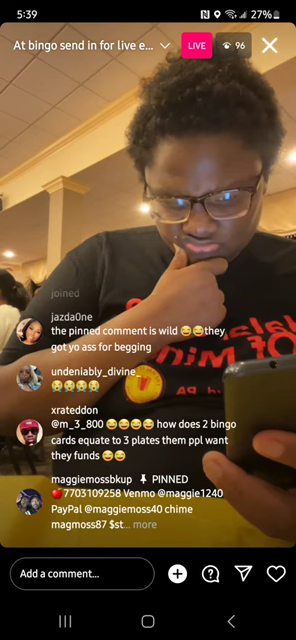 5:39
27%
At bingo send in for live e...
LIVE
96
joined
jazda0ne
the pinned comment is wild 😂😂they
got yo ass for begging
undeniably_divine_
😭😭😭😭
xrateddon
@m_3_800 😂😂😂😂 how does 2 bingo
cards equate to 3 plates them ppl want
they funds 😂😂
maggiemossbkup 📌 PINNED
🍎7703109258 Venmo @maggie1240
PayPal @maggiemoss40 chime
magmoss87 $st... more
Add a comment...